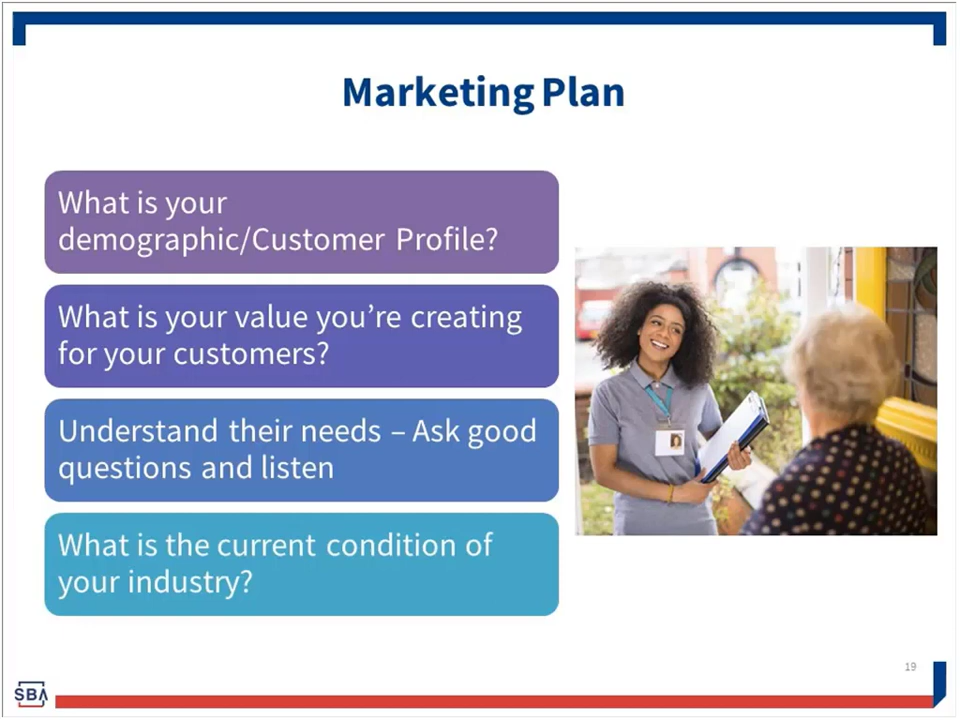 Marketing Plan
What is your
demographic/Customer Profile?
What is your value you’re creating
for your customers?
Understand their needs – Ask good
questions and listen
What is the current condition of
your industry?
19
SBA